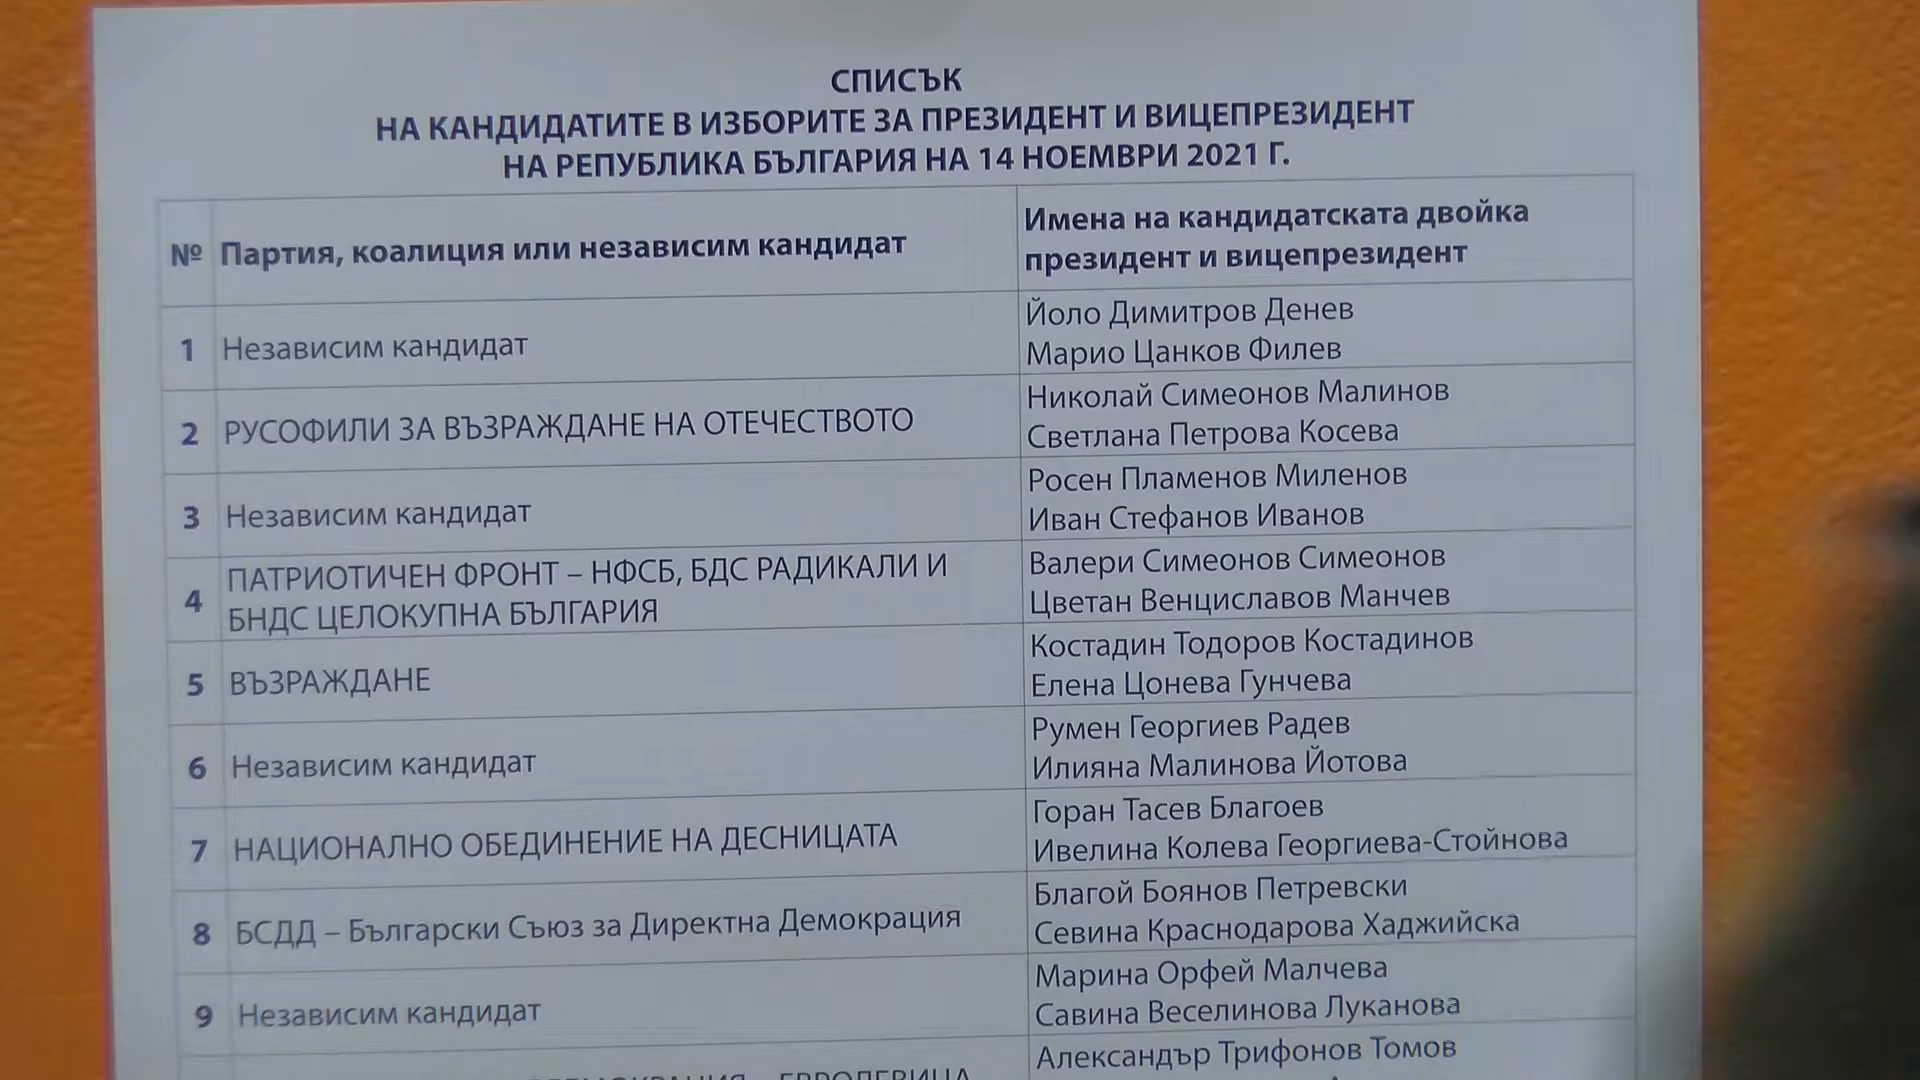 СПИСЪК
НА КАНДИДАТИТЕ В ИЗБОРИТЕ ЗА ПРЕЗИДЕНТ И ВИЦЕПРЕЗИДЕНТ
НА РЕПУБЛИКА БЪЛГАРИЯ НА 14 НОЕМВРИ 2021 Г.
№ Партия, коалиция или независим кандидат
Имена на кандидатската двойка
президент и вицепрезидент
1 Независим кандидат
Йоло Димитров Денев
Марио Цанков Филев
2 РУСОФИЛИ ЗА ВЪЗРАЖДАНЕ НА ОТЕЧЕСТВОТО
Николай Симеонов Малинов
Светлана Петрова Косева
3 Независим кандидат
Росен Пламенов Миленов
Иван Стефанов Иванов
4 ПАТРИОТИЧЕН ФРОНТ – НФСБ, БДС РАДИКАЛИ И
БНДС ЦЕЛОКУПНА БЪЛГАРИЯ
Валери Симеонов Симеонов
Цветан Венциславов Манчев
5 ВЪЗРАЖДАНЕ
Костадин Тодоров Костадинов
Елена Цонева Гунчева
6 Независим кандидат
Румен Георгиев Радев
Илияна Малинова Йотова
7 НАЦИОНАЛНО ОБЕДИНЕНИЕ НА ДЕСНИЦАТА
Горан Тасев Благоев
Ивелина Колева Георгиева-Стойнова
8 БСДД – Български Съюз за Директна Демокрация
Благой Боянов Петревски
Севина Краснодарова Хаджийска
9 Независим кандидат
Марина Орфей Малчева
Савина Веселинова Луканова
Александър Трифонов Томов